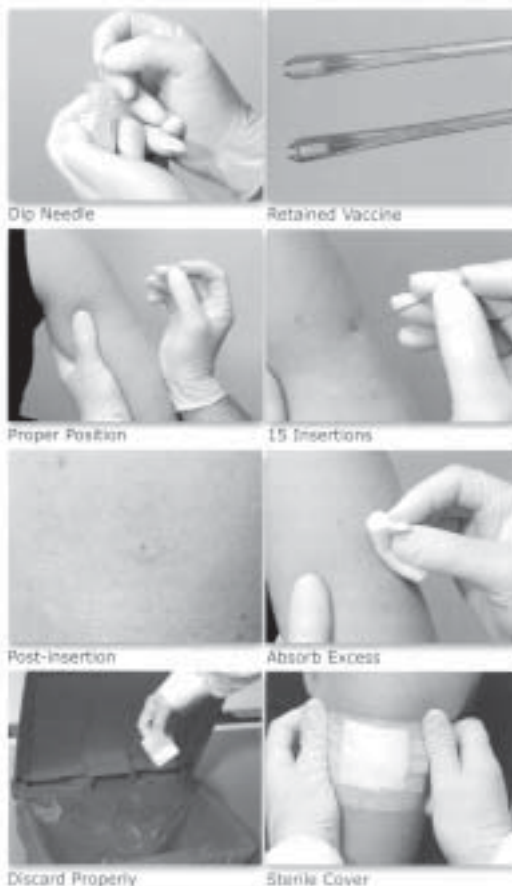 Dip Needle
Retained Vaccine
Proper Position
15 Insertions
Post-insertion
Absorb Excess
Discard Properly
Sterile Cover